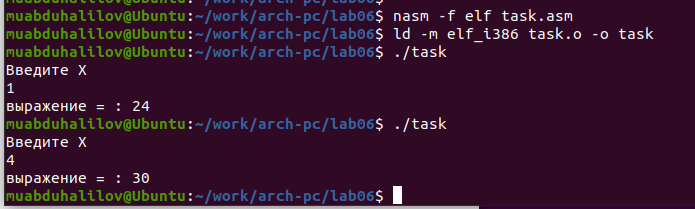 muabduhalilov@Ubuntu:~/work/arch-pc/lab06$ nasm -f elf task.asm
muabduhalilov@Ubuntu:~/work/arch-pc/lab06$ ld -m elf_i386 task.o -o task
muabduhalilov@Ubuntu:~/work/arch-pc/lab06$ ./task
Введите X
1
выражение = : 24
muabduhalilov@Ubuntu:~/work/arch-pc/lab06$ ./task
Введите X
4
выражение = : 30
muabduhalilov@Ubuntu:~/work/arch-pc/lab06$